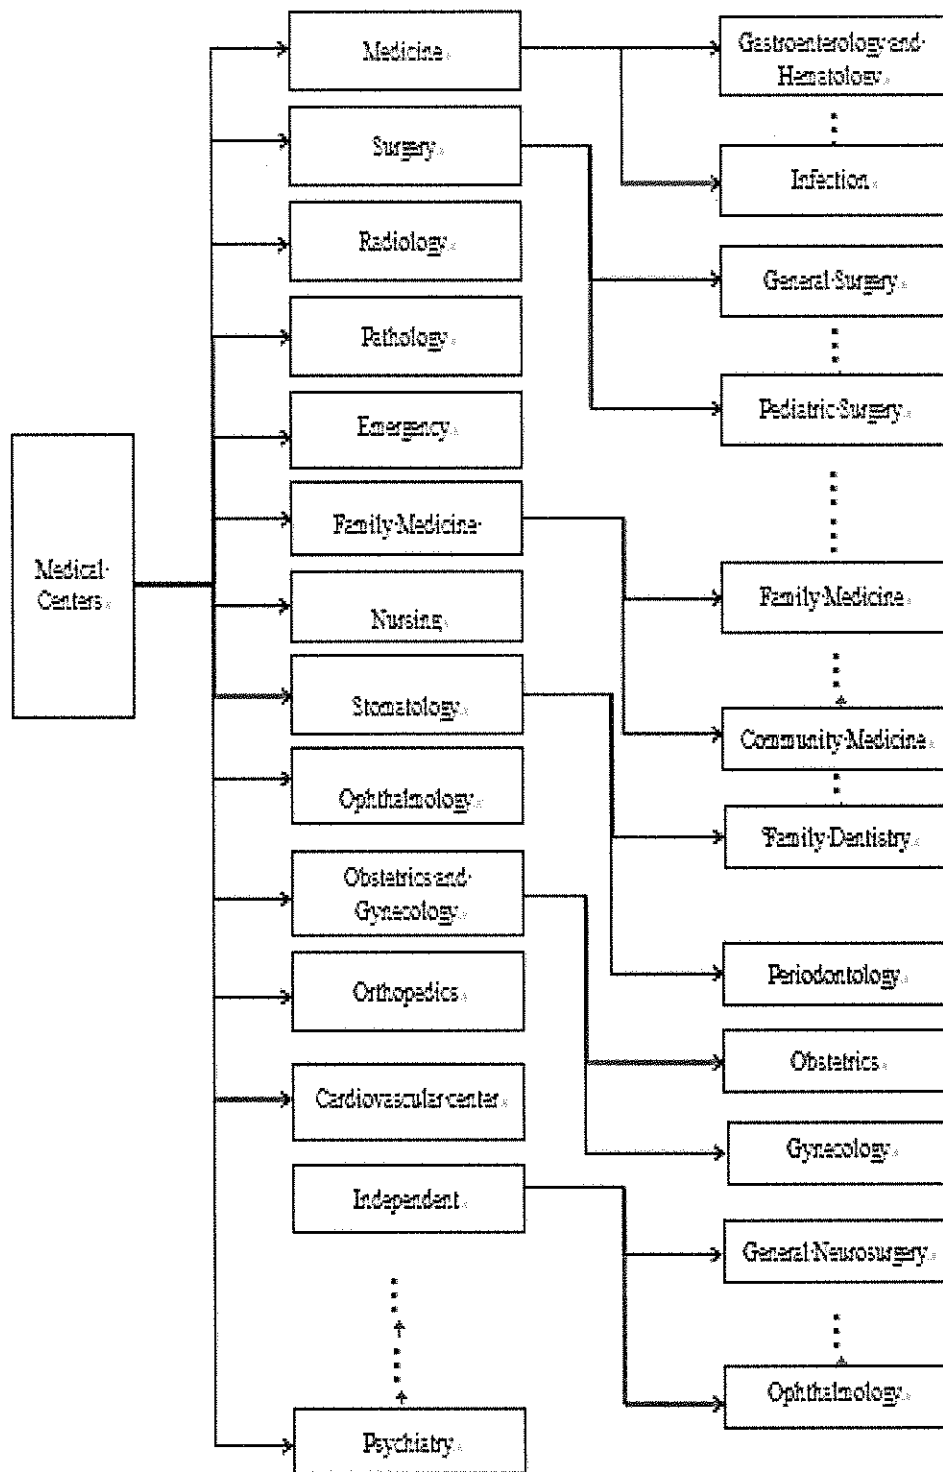 Medical
Centers
Medicine
Surgery
Radiology
Pathology
Emergency
Family Medicine
Nursing
Stomatology
Ophthalmology
Obstetrics and
Gynecology
Orthopedics
Cardiovascular center
Independent
Psychiatry
Gastroenterology and
Hematology
Infection
General Surgery
Pediatric Surgery
Family Medicine
Community Medicine
Family Dentistry
Periodontology
Obstetrics
Gynecology
General Neurosurgery
Ophthalmology